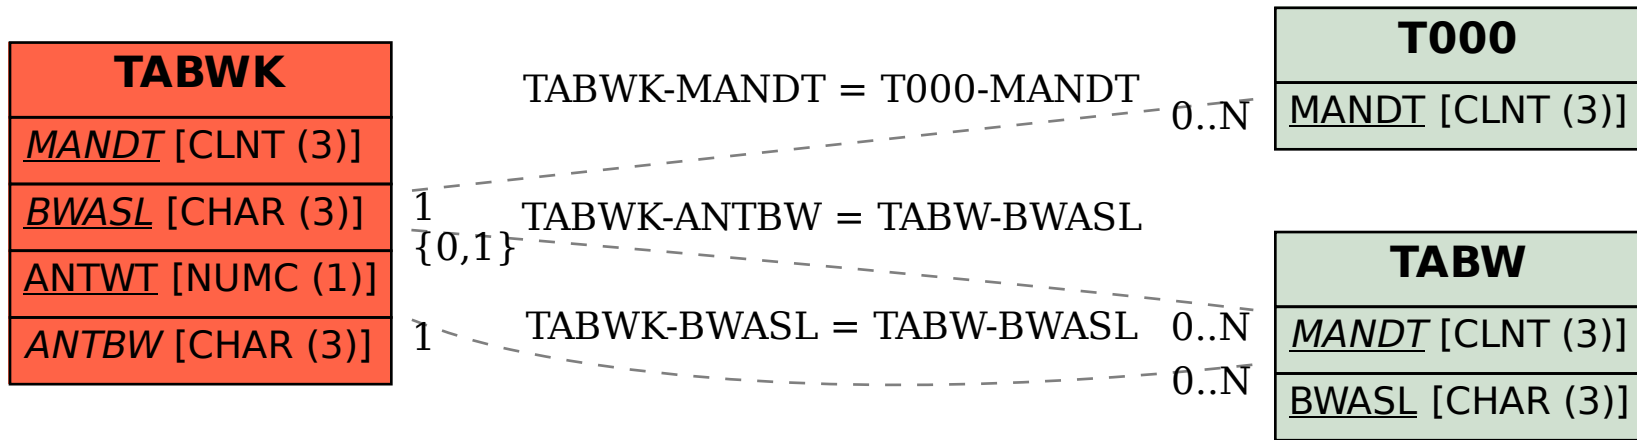 TABWK
MANDT [CLNT (3)]
BWASL [CHAR (3)]
ANTWT [NUMC (1)]
ANTBW [CHAR (3)]
TABWK-MANDT = T000-MANDT
0..N
1
TABWK-ANTBW = TABW-BWASL
{0,1}
TABWK-BWASL = TABW-BWASL
0..N
1
0..N
T000
MANDT [CLNT (3)]
TABW
MANDT [CLNT (3)]
BWASL [CHAR (3)]